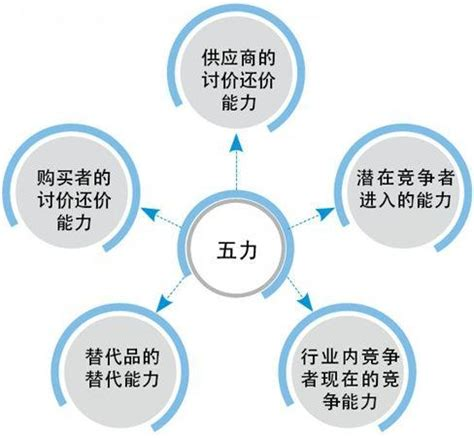 供应商的
讨价还价
能力
购买者的
讨价还价
能力
潜在竞争者
进入的能力
五力
替代品的
替代能力
行业内竞争
者现在的竞
争能力